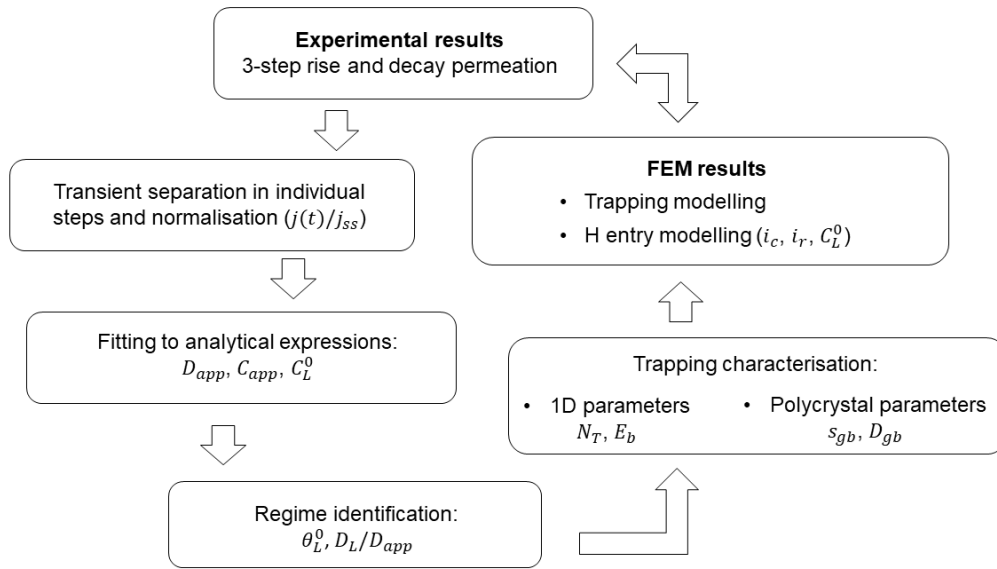 Experimental results
3-step rise and decay permeation
Transient separation in individual
steps and normalisation (j(t)/j_ss)
Fitting to analytical expressions:
D_app, C_app, C_L^0
Regime identification:
θ_L^0, D_L/D_app
Trapping characterisation:
• 1D parameters
N_T, E_b
• Polycrystal parameters
s_gb, D_gb
FEM results
• Trapping modelling
• H entry modelling (i_c, i_r, C_L^0)